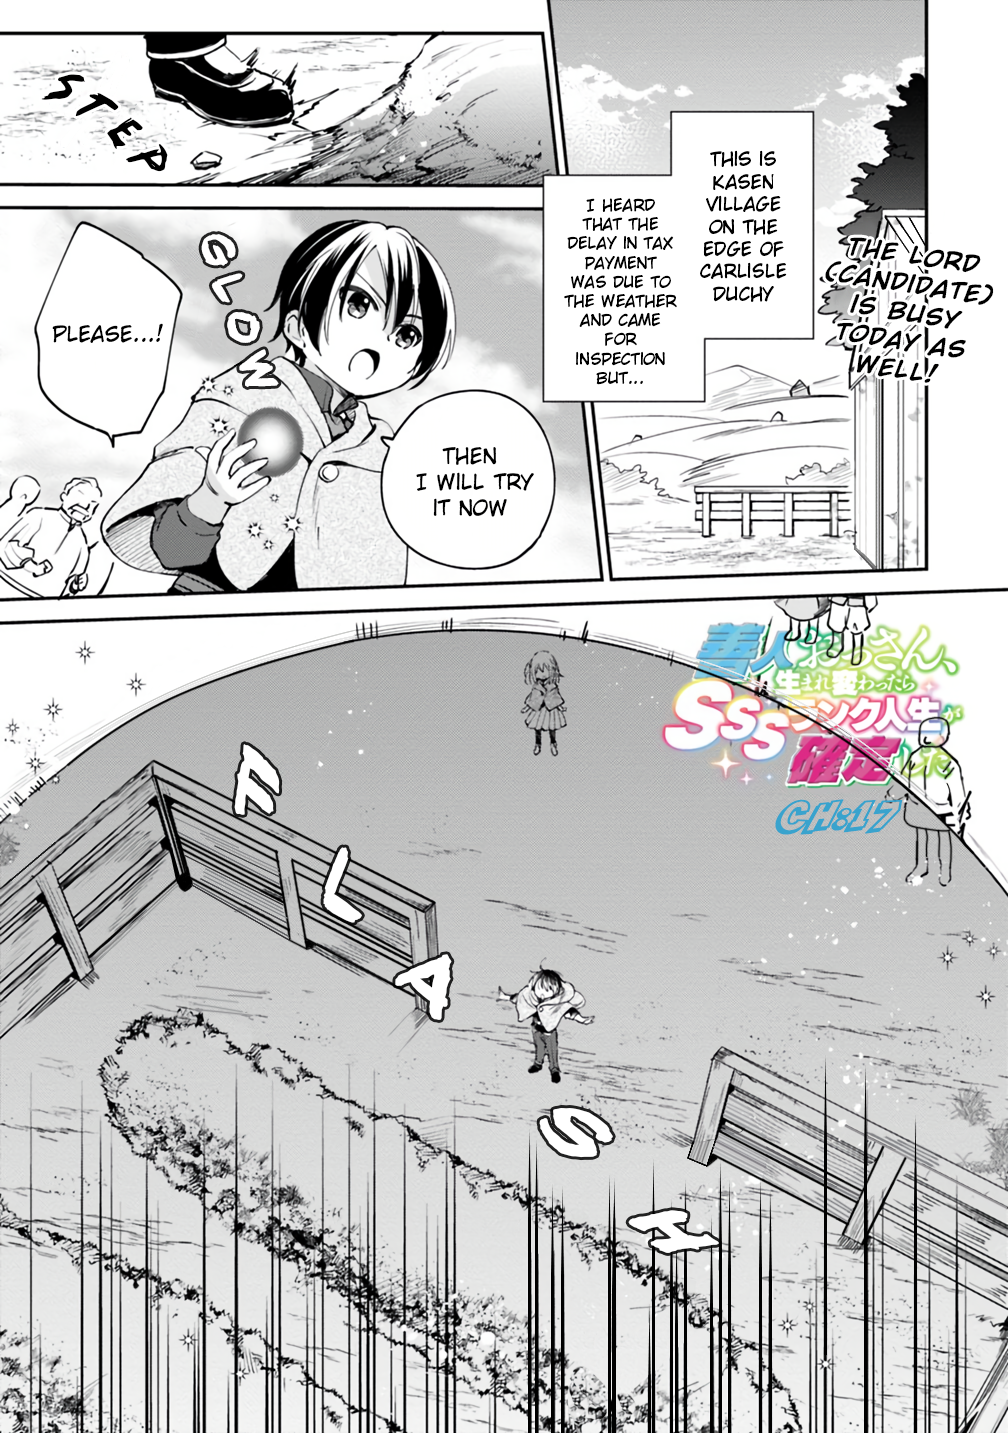 THE LORD
(CANDIDATE)
IS BUSY
TODAY AS
WELL!
THIS IS
KASEN
VILLAGE
ON THE
EDGE OF
CARLISLE
DUCHY
I HEARD
THAT THE
DELAY IN TAX
PAYMENT
WAS DUE TO
THE WEATHER
AND CAME
FOR
INSPECTION
BUT...
STEP
GLOW
THEN
I WILL TRY
IT NOW
PLEASE...!
善人おっさん、
生まれ変わったら
SSSランク人生が
確定した
CH:17
FLASH